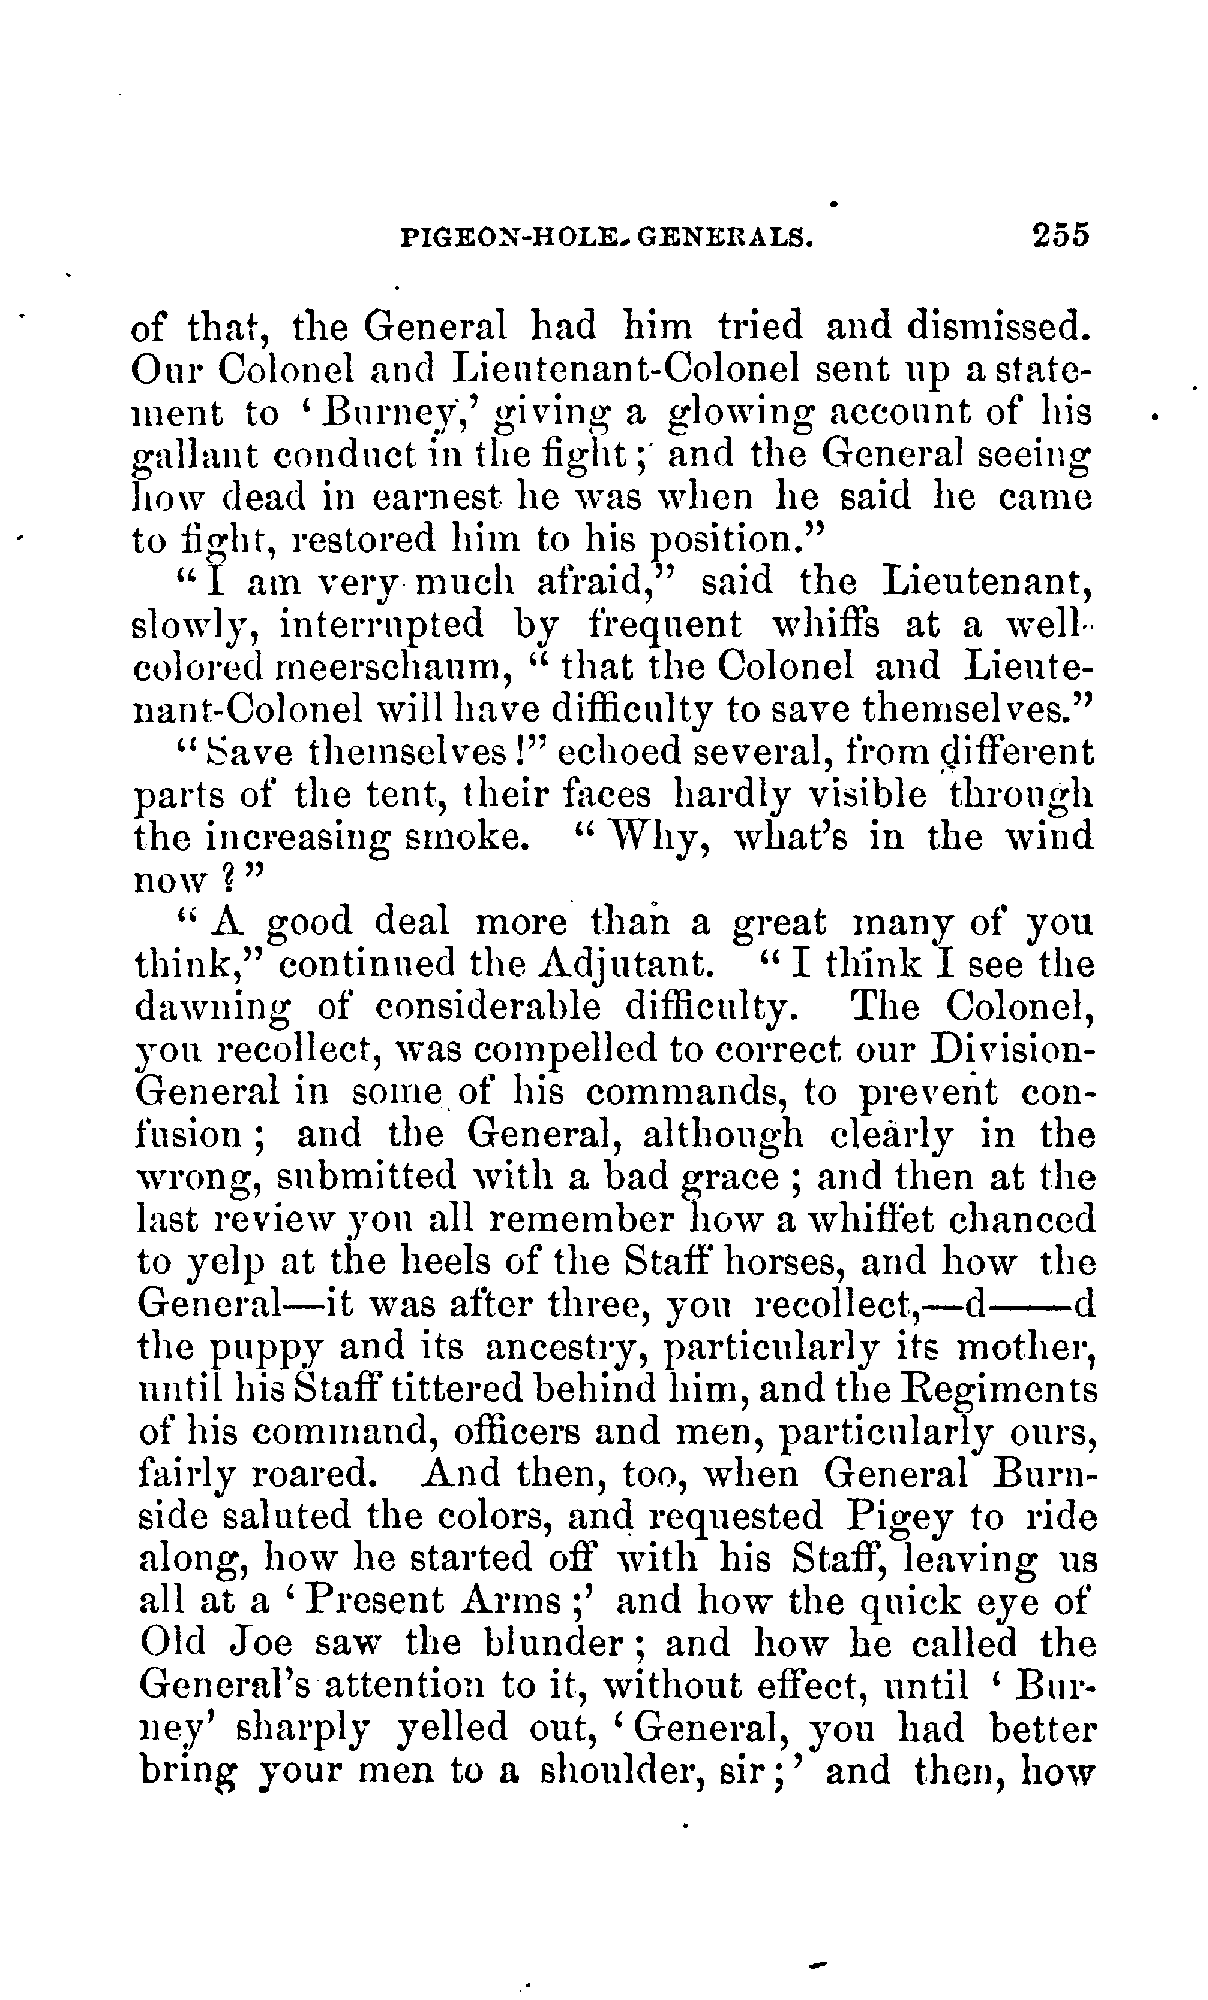 PIGEON-HOLE GENERALS. 255
of that, the General had him tried and dismissed.
Our Colonel and Lieutenant-Colonel sent up a state-
ment to ‘Burney,’ giving a glowing account of his
gallant conduct in the fight; and the General seeing
how dead in earnest he was when he said he came
to fight, restored him to his position.”
“I am very much afraid,” said the Lieutenant,
slowly, interrupted by frequent whiffs at a well-
colored meerschaum, “that the Colonel and Lieute-
nant-Colonel will have difficulty to save themselves.”
“Save themselves!” echoed several, from different
parts of the tent, their faces hardly visible through
the increasing smoke. “Why, what’s in the wind
now?”
“A good deal more than a great many of you
think,” continued the Adjutant. “I think I see the
dawning of considerable difficulty. The Colonel,
you recollect, was compelled to correct our Division-
General in some of his commands, to prevent con-
fusion; and the General, although clearly in the
wrong, submitted with a bad grace; and then at the
last review you all remember how a whiffet chanced
to yelp at the heels of the Staff horses, and how the
General—it was after three, you recollect,—d——d
the puppy and its ancestry, particularly its mother,
until his Staff tittered behind him, and the Regiments
of his command, officers and men, particularly ours,
fairly roared. And then, too, when General Burn-
side saluted the colors, and requested Pigey to ride
along, how he started off with his Staff, leaving us
all at a ‘Present Arms;’ and how the quick eye of
Old Joe saw the blunder; and how he called the
General’s attention to it, without effect, until ‘Bur-
ney’ sharply yelled out, ‘General, you had better
bring your men to a shoulder, sir;’ and then, how